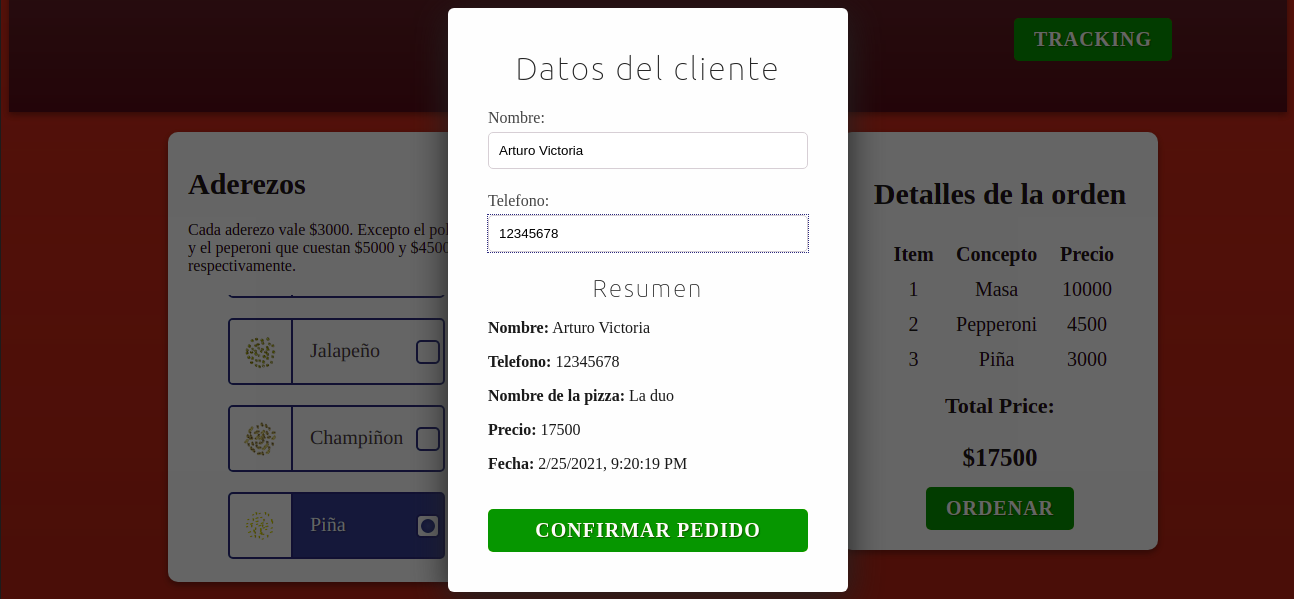 TRACKING
Aderezos
Cada aderezo vale $3000. Excepto el
y el peperoni que cuestan $5000 y $4500
respectivamente.
Jalapeño
Champiñon
Piña
Datos del cliente
Nombre:
Arturo Victoria
Telefono:
12345678
Resumen
Nombre: Arturo Victoria
Telefono: 12345678
Nombre de la pizza: La duo
Precio: 17500
Fecha: 2/25/2021, 9:20:19 PM
CONFIRMAR PEDIDO
Detalles de la orden
Item Concepto Precio
1 Masa 10000
2 Pepperoni 4500
3 Piña 3000
Total Price:
$17500
ORDENAR